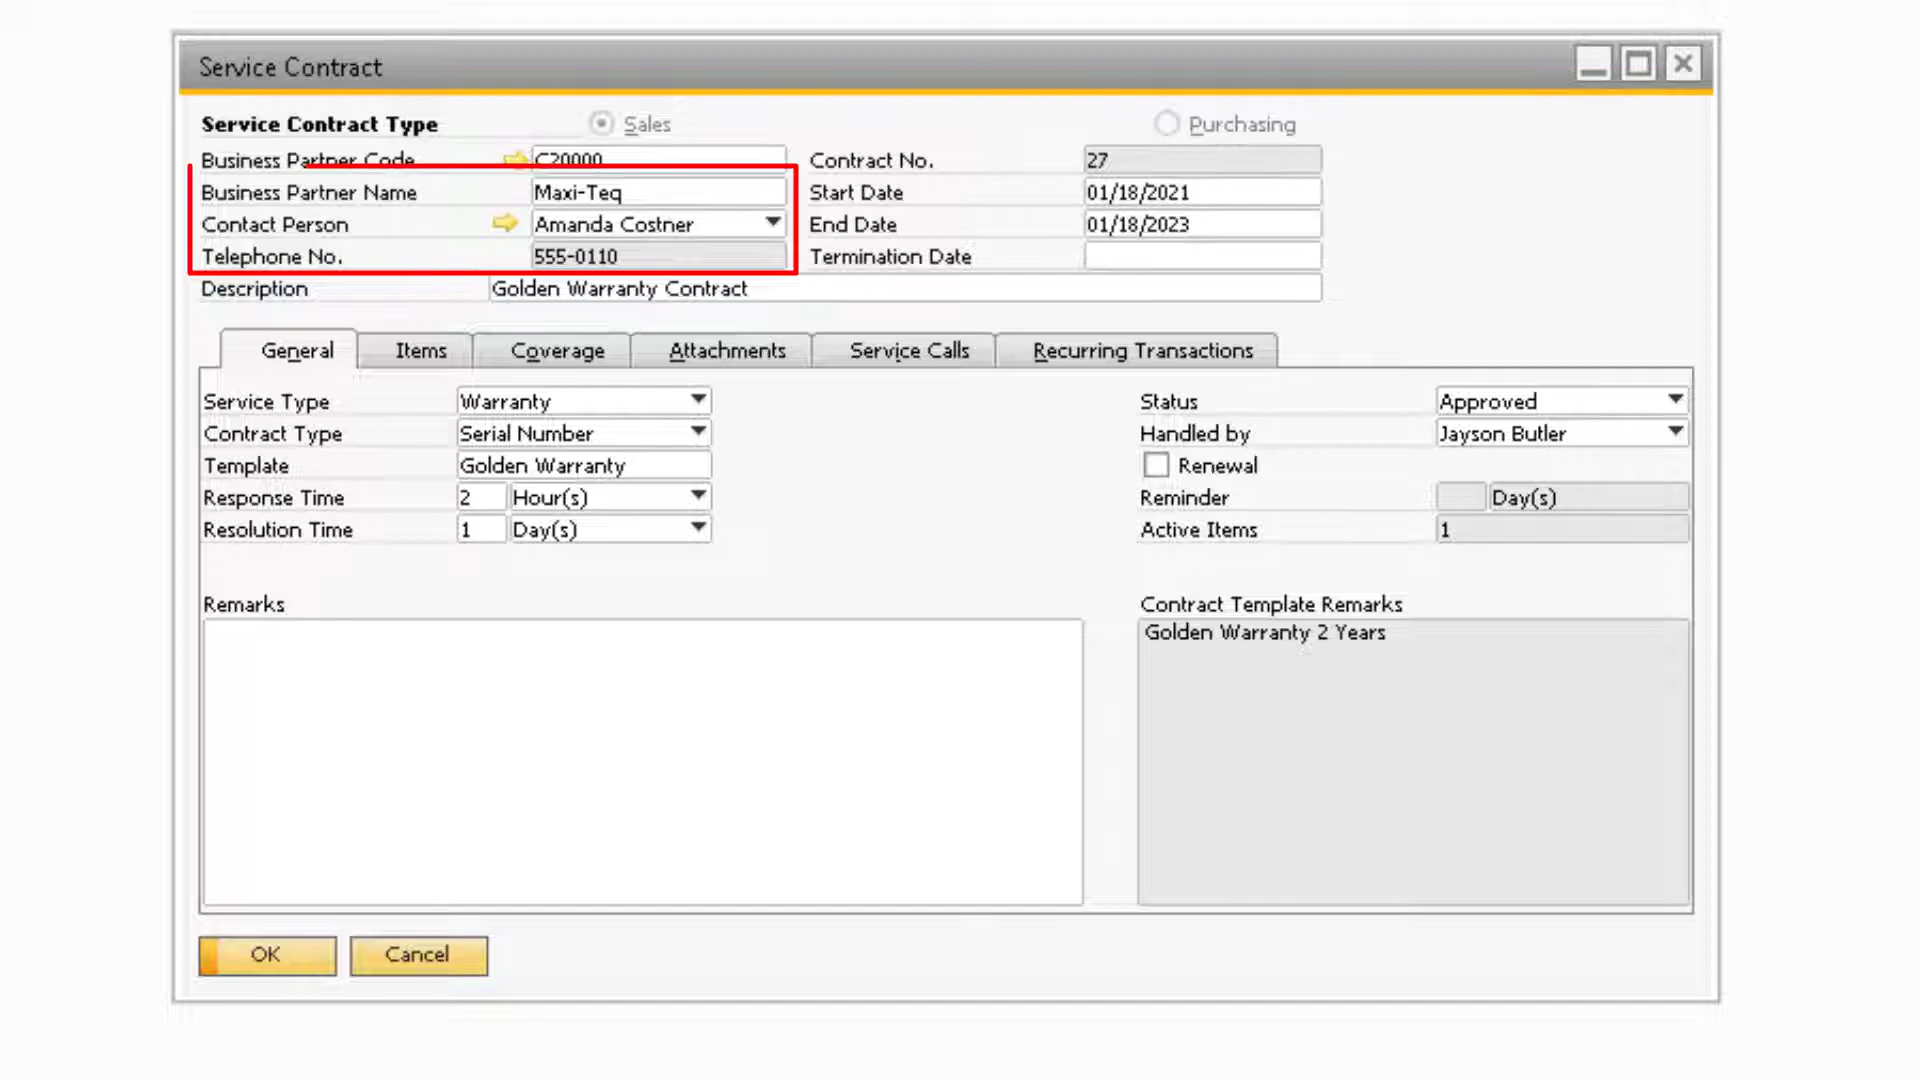 Service Contract
Service Contract Type Sales Purchasing
Business Partner Code C20000 Contract No. 27
Business Partner Name Maxi-Teq Start Date 01/18/2021
Contact Person Amanda Costner End Date 01/18/2023
Telephone No. 555-0110 Termination Date
Description Golden Warranty Contract
General Items Coverage Attachments Service Calls Recurring Transactions
Service Type Warranty Status Approved
Contract Type Serial Number Handled by Jayson Butler
Template Golden Warranty Renewal
Response Time 2 Hour(s) Reminder Day(s)
Resolution Time 1 Day(s) Active Items 1
Remarks Contract Template Remarks
Golden Warranty 2 Years
OK Cancel